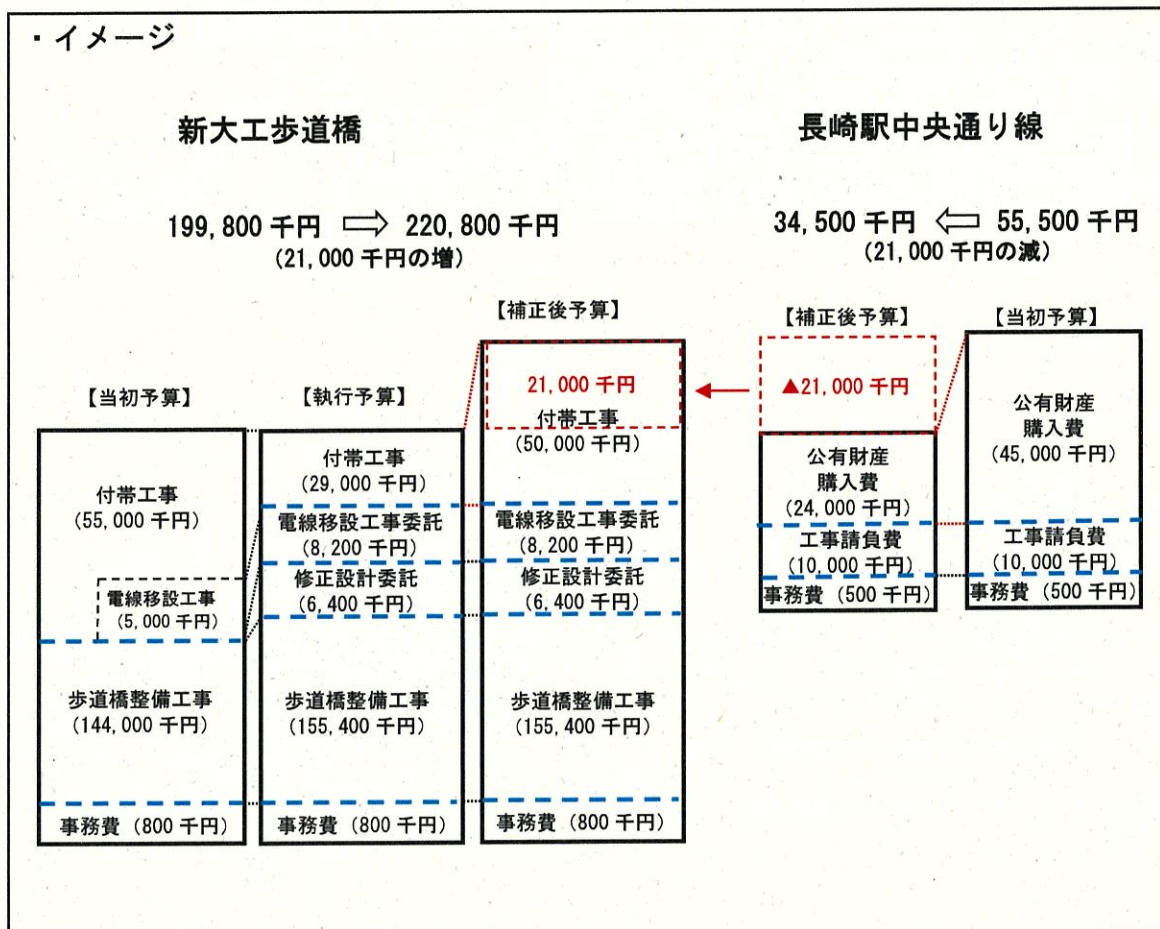 ・イメージ
新大工歩道橋
199,800 千円 ⇨ 220,800 千円
(21,000 千円の増)
【当初予算】
付帯工事
(55,000 千円)
電線移設工事
(5,000 千円)
歩道橋整備工事
(144,000 千円)
事務費 (800 千円)
【執行予算】
付帯工事
(29,000 千円)
電線移設工事委託
(8,200 千円)
修正設計委託
(6,400 千円)
歩道橋整備工事
(155,400 千円)
事務費 (800 千円)
【補正後予算】
21,000 千円
付帯工事
(50,000 千円)
電線移設工事委託
(8,200 千円)
修正設計委託
(6,400 千円)
歩道橋整備工事
(155,400 千円)
事務費 (800 千円)
長崎駅中央通り線
34,500 千円 ⇦ 55,500 千円
(21,000 千円の減)
【補正後予算】
▲21,000 千円
公有財産
購入費
(24,000 千円)
工事請負費
(10,000 千円)
事務費 (500 千円)
【当初予算】
公有財産
購入費
(45,000 千円)
工事請負費
(10,000 千円)
事務費 (500 千円)